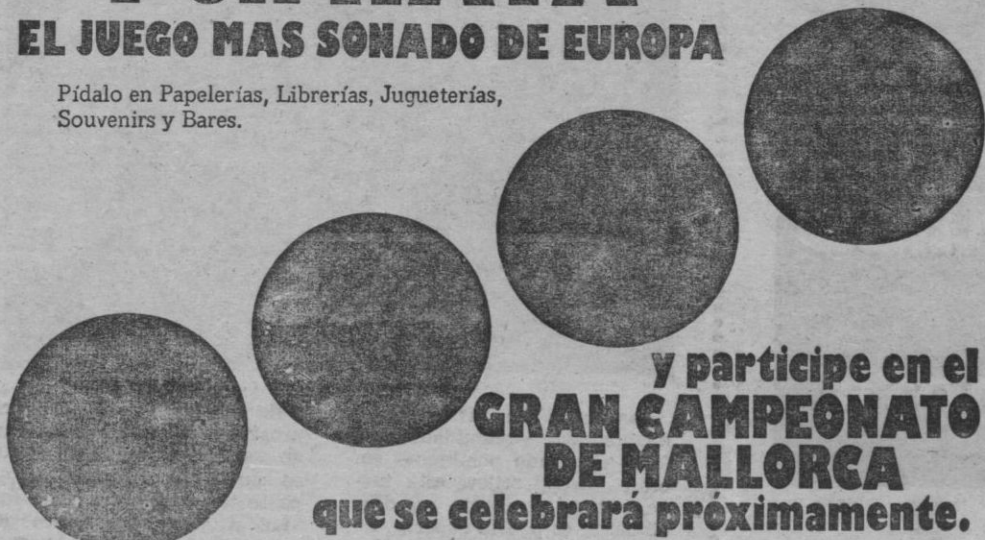 EL JUEGO MAS SONADO DE EUROPA
Pídalo en Papelerías, Librerías, Jugueterías,
Souvenirs y Bares.
y participe en el
GRAN CAMPEONATO
DE MALLORCA
que se celebrará próximamente.